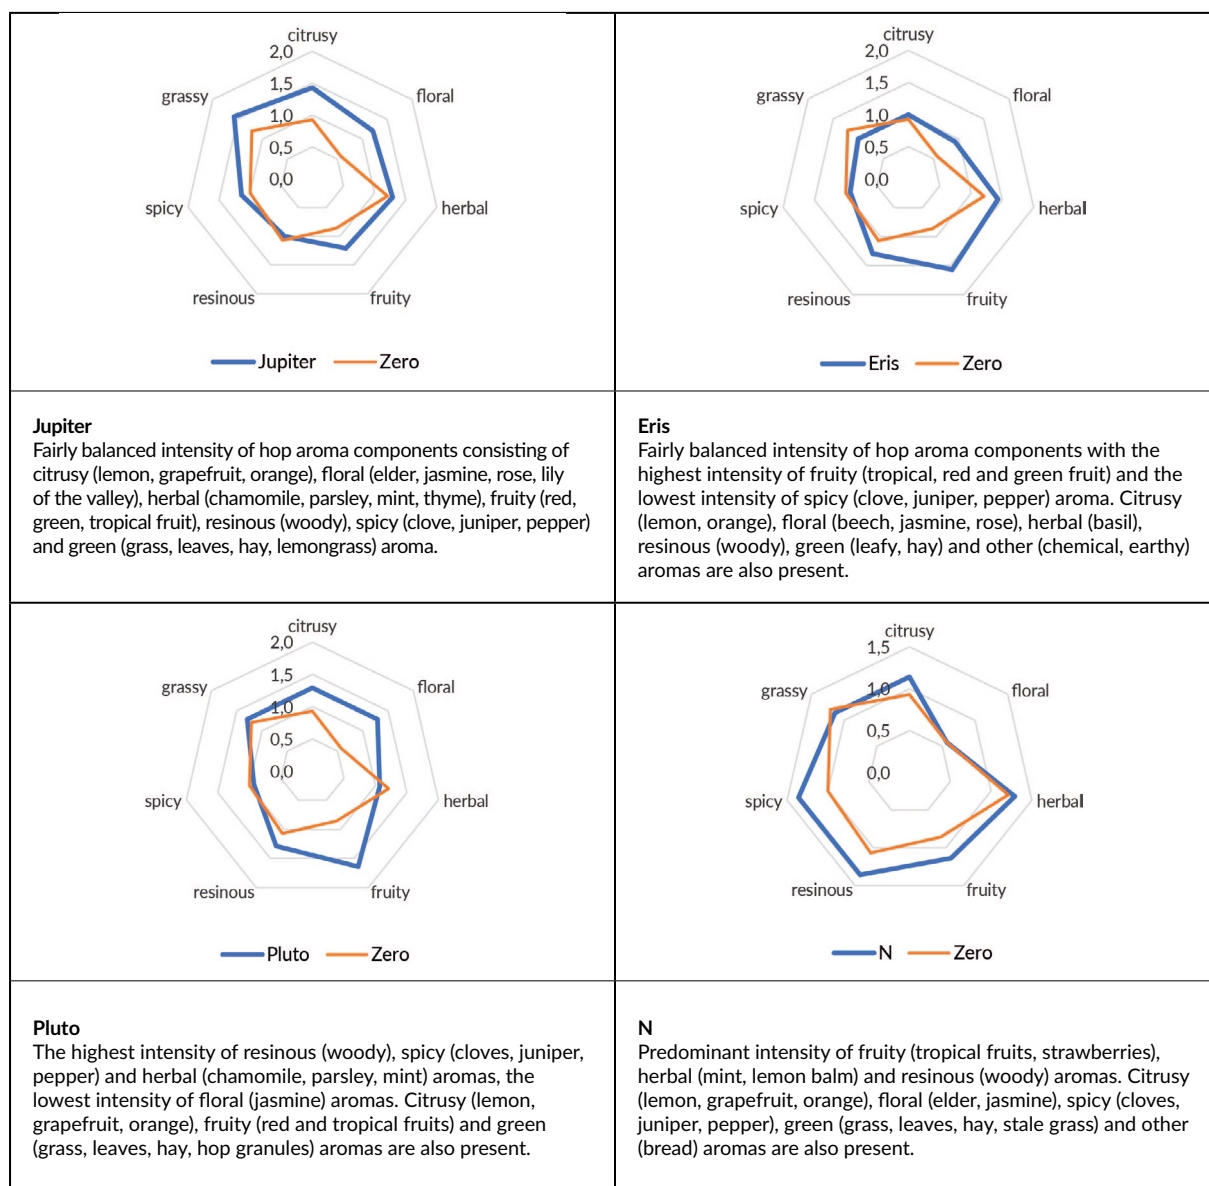 citrusy
2,0
1,5
1,0
0,5
0,0
floral
herbal
fruity
resinous
spicy
grassy
Jupiter Zero
citrusy
2,0
1,5
1,0
0,5
0,0
floral
herbal
fruity
resinous
spicy
grassy
Eris Zero
Jupiter
Fairly balanced intensity of hop aroma components consisting of
citrusy (lemon, grapefruit, orange), floral (elder, jasmine, rose, lily
of the valley), herbal (chamomile, parsley, mint, thyme), fruity (red,
green, tropical fruit), resinous (woody), spicy (clove, juniper, pepper)
and green (grass, leaves, hay, lemongrass) aroma.
Eris
Fairly balanced intensity of hop aroma components with the
highest intensity of fruity (tropical, red and green fruit) and the
lowest intensity of spicy (clove, juniper, pepper) aroma. Citrusy
(lemon, orange), floral (beech, jasmine, rose), herbal (basil),
resinous (woody), green (leafy, hay) and other (chemical, earthy)
aromas are also present.
citrusy
2,0
1,5
1,0
0,5
0,0
floral
herbal
fruity
resinous
spicy
grassy
Pluto Zero
citrusy
1,5
1,0
0,5
0,0
floral
herbal
fruity
resinous
spicy
grassy
N Zero
Pluto
The highest intensity of resinous (woody), spicy (cloves, juniper,
pepper) and herbal (chamomile, parsley, mint) aromas, the
lowest intensity of floral (jasmine) aromas. Citrusy (lemon,
grapefruit, orange), fruity (red and tropical fruits) and green
(grass, leaves, hay, hop granules) aromas are also present.
N
Predominant intensity of fruity (tropical fruits, strawberries),
herbal (mint, lemon balm) and resinous (woody) aromas. Citrusy
(lemon, grapefruit, orange), floral (elder, jasmine), spicy (cloves,
juniper, pepper), green (grass, leaves, hay, stale grass) and other
(bread) aromas are also present.